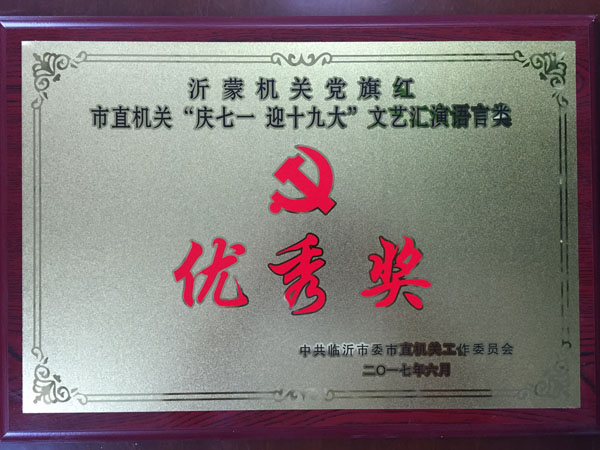 沂蒙机关党旗红
市直机关“庆七一 迎十九大”文艺汇演语言类
优秀奖
中共临沂市委市直机关工作委员会
二〇一七年六月